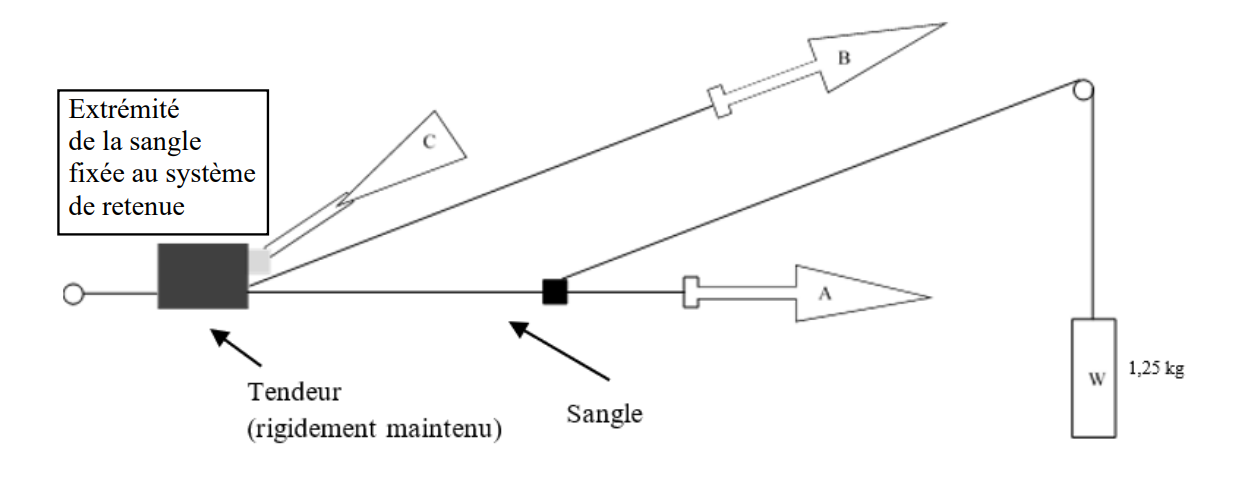 Extrémité
de la sangle
fixée au système
de retenue
C
B
A
Tendeur
(rigidement maintenu)
Sangle
W
1,25 kg